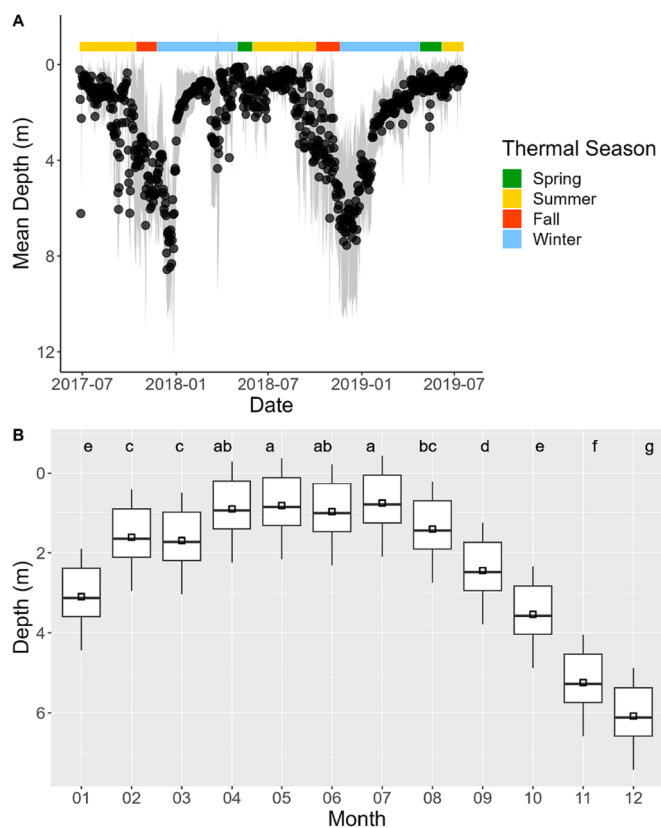 A
0
4
8
12
Mean Depth (m)
2017-07 2018-01 2018-07 2019-01 2019-07
Date
Thermal Season
Spring
Summer
Fall
Winter
B
e c c ab a ab a bc d e f g
0
2
4
6
Depth (m)
01 02 03 04 05 06 07 08 09 10 11 12
Month